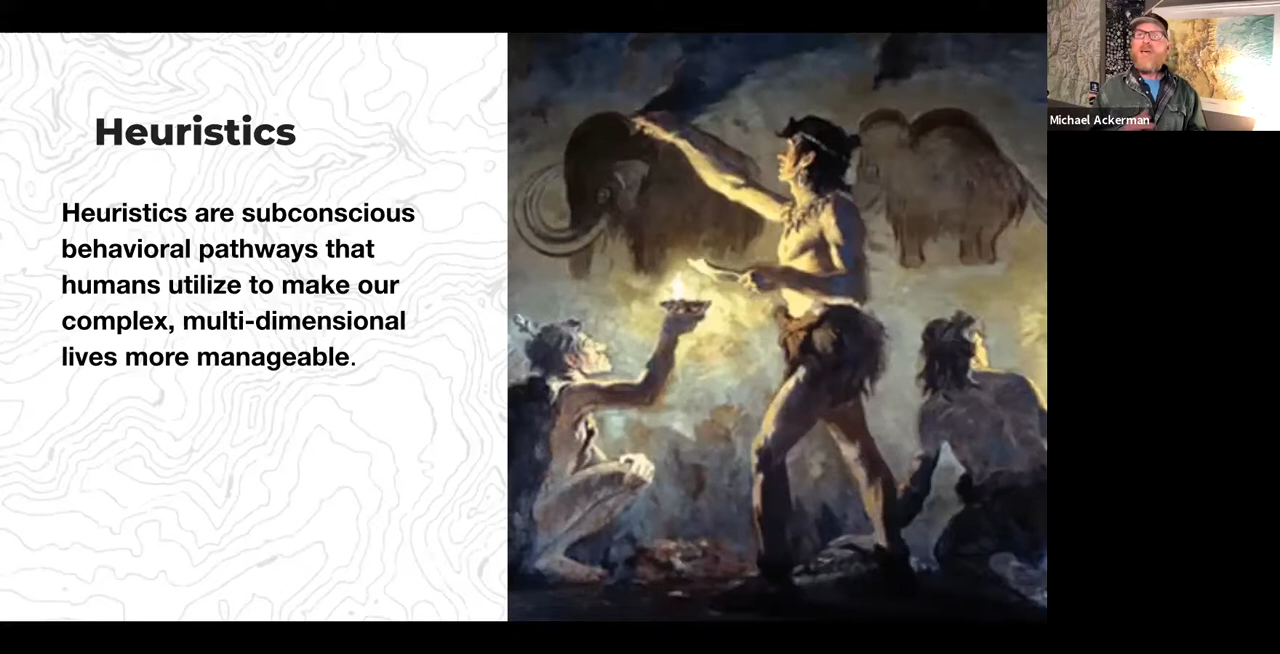 Heuristics
Heuristics are subconscious
behavioral pathways that
humans utilize to make our
complex, multi-dimensional
lives more manageable.
Michael Ackerman